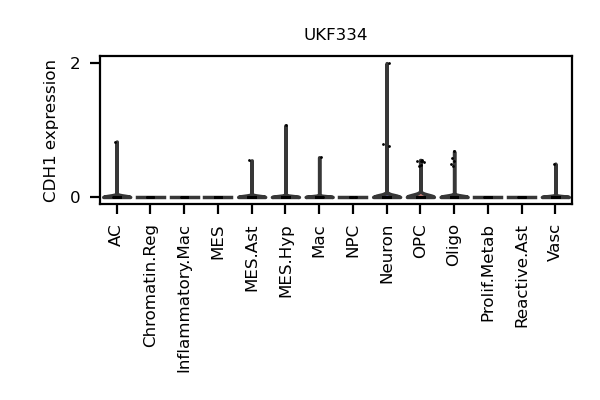 UKF334
CDH1 expression
2
0
AC
Chromatin.Reg
Inflammatory.Mac
MES
MES.Ast
MES.Hyp
Mac
NPC
Neuron
OPC
Oligo
Prolif.Metab
Reactive.Ast
Vasc